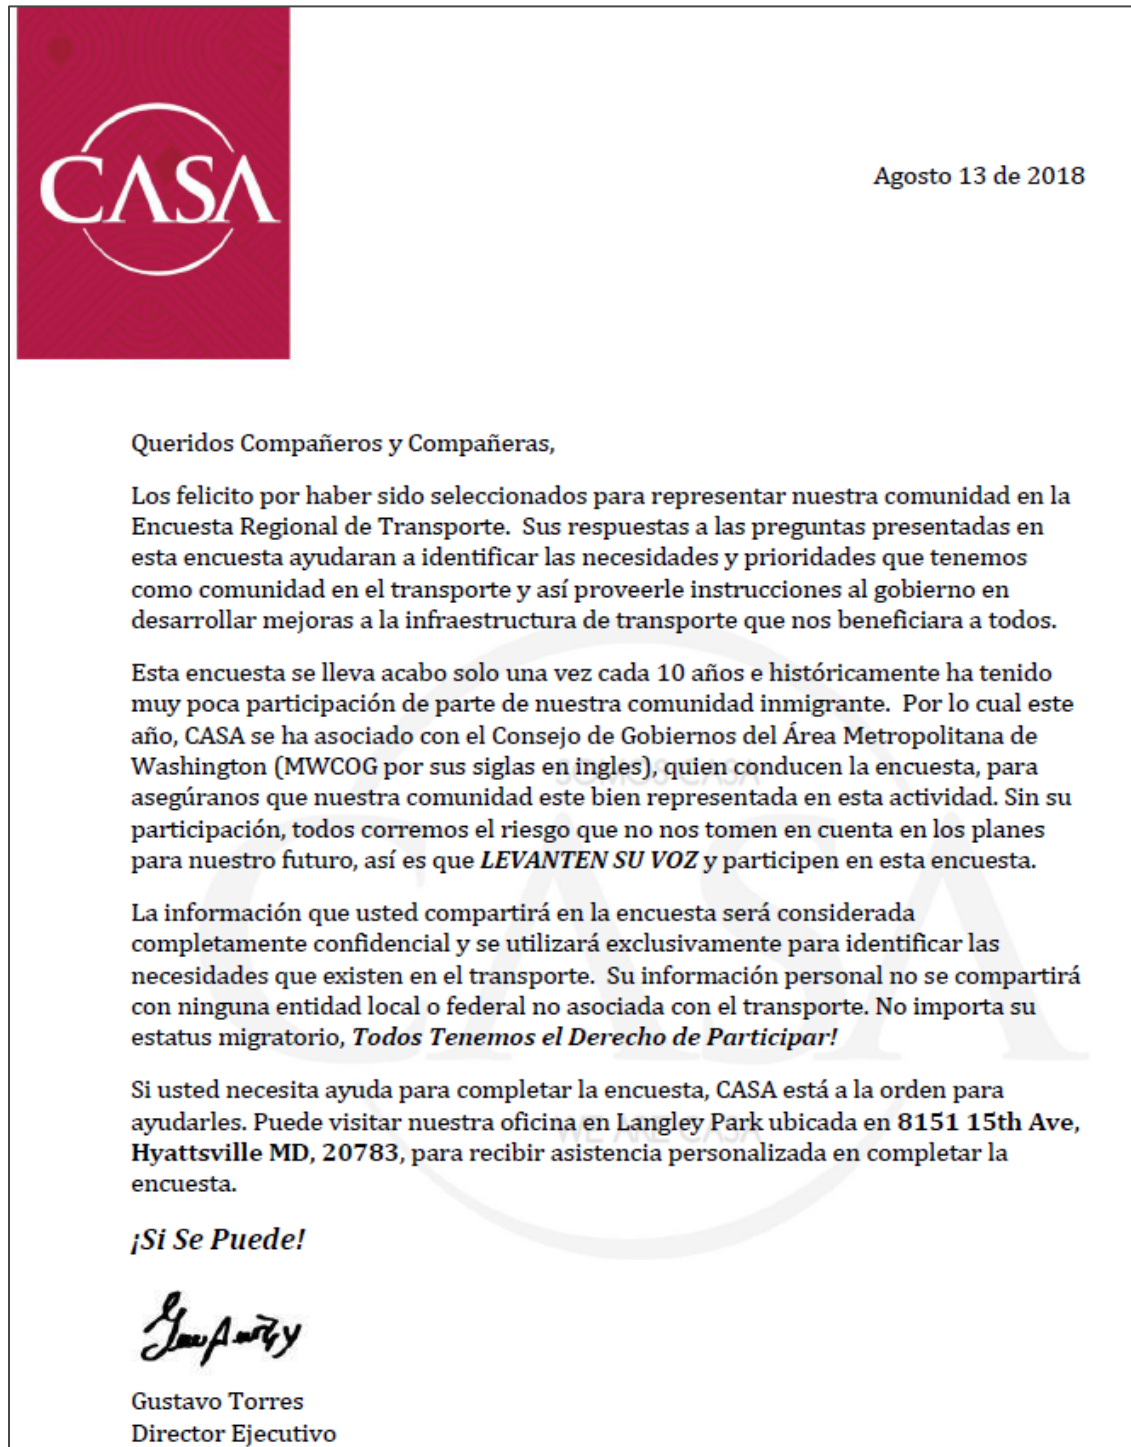 CASA
Agosto 13 de 2018
Queridos Compañeros y Compañeras,
Los felicito por haber sido seleccionados para representar nuestra comunidad en la
Encuesta Regional de Transporte.  Sus respuestas a las preguntas presentadas en
esta encuesta ayudaran a identificar las necesidades y prioridades que tenemos
como comunidad en el transporte y así proveerle instrucciones al gobierno en
desarrollar mejoras a la infraestructura de transporte que nos beneficiara a todos.
Esta encuesta se lleva acabo solo una vez cada 10 años e históricamente ha tenido
muy poca participación de parte de nuestra comunidad inmigrante.  Por lo cual este
año, CASA se ha asociado con el Consejo de Gobiernos del Área Metropolitana de
Washington (MWCOG por sus siglas en ingles), quien conducen la encuesta, para
asegúranos que nuestra comunidad este bien representada en esta actividad. Sin su
participación, todos corremos el riesgo que no nos tomen en cuenta en los planes
para nuestro futuro, así es que LEVANTEN SU VOZ y participen en esta encuesta.
La información que usted compartirá en la encuesta será considerada
completamente confidencial y se utilizará exclusivamente para identificar las
necesidades que existen en el transporte.  Su información personal no se compartirá
con ninguna entidad local o federal no asociada con el transporte. No importa su
estatus migratorio, Todos Tenemos el Derecho de Participar!
Si usted necesita ayuda para completar la encuesta, CASA está a la orden para
ayudarles. Puede visitar nuestra oficina en Langley Park ubicada en 8151 15th Ave,
Hyattsville MD, 20783, para recibir asistencia personalizada en completar la
encuesta.
¡Si Se Puede!
Gustavo Torres
Director Ejecutivo
SOMOS CASA
CASA
WE ARE CASA